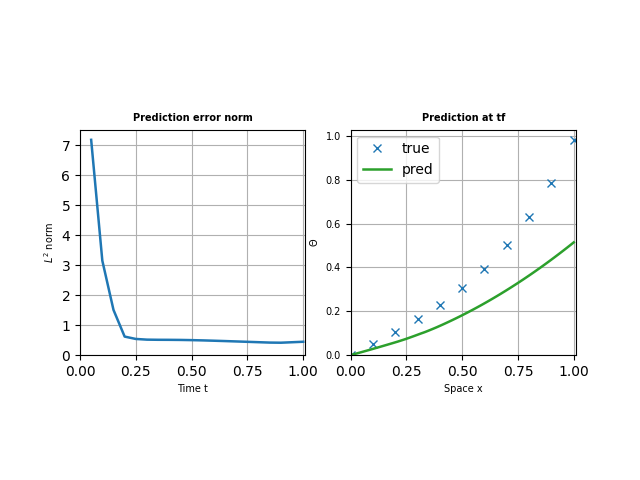 Prediction error norm
7
6
5
4
3
2
1
0
L² norm
0.00 0.25 0.50 0.75 1.00
Time t
Prediction at tf
1.0
0.8
0.6
0.4
0.2
0.0
Θ
true
pred
0.00 0.25 0.50 0.75 1.00
Space x